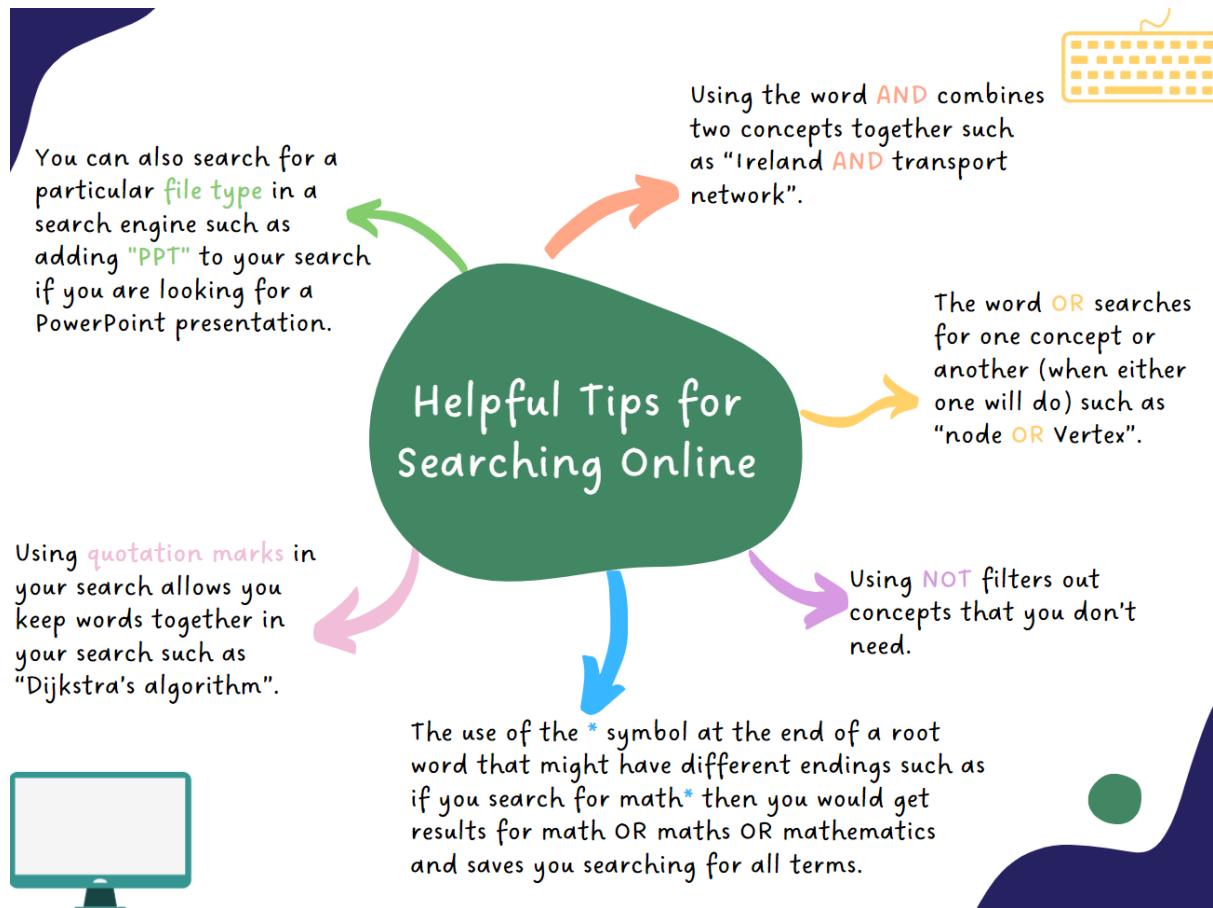 Helpful Tips for
Searching Online
Using the word AND combines
two concepts together such
as “Ireland AND transport
network”.
The word OR searches
for one concept or
another (when either
one will do) such as
“node OR Vertex”.
Using NOT filters out
concepts that you don't
need.
The use of the * symbol at the end of a root
word that might have different endings such as
if you search for math* then you would get
results for math OR maths OR mathematics
and saves you searching for all terms.
Using quotation marks in
your search allows you
keep words together in
your search such as
“Dijkstra's algorithm”.
You can also search for a
particular file type in a
search engine such as
adding "PPT" to your search
if you are looking for a
PowerPoint presentation.